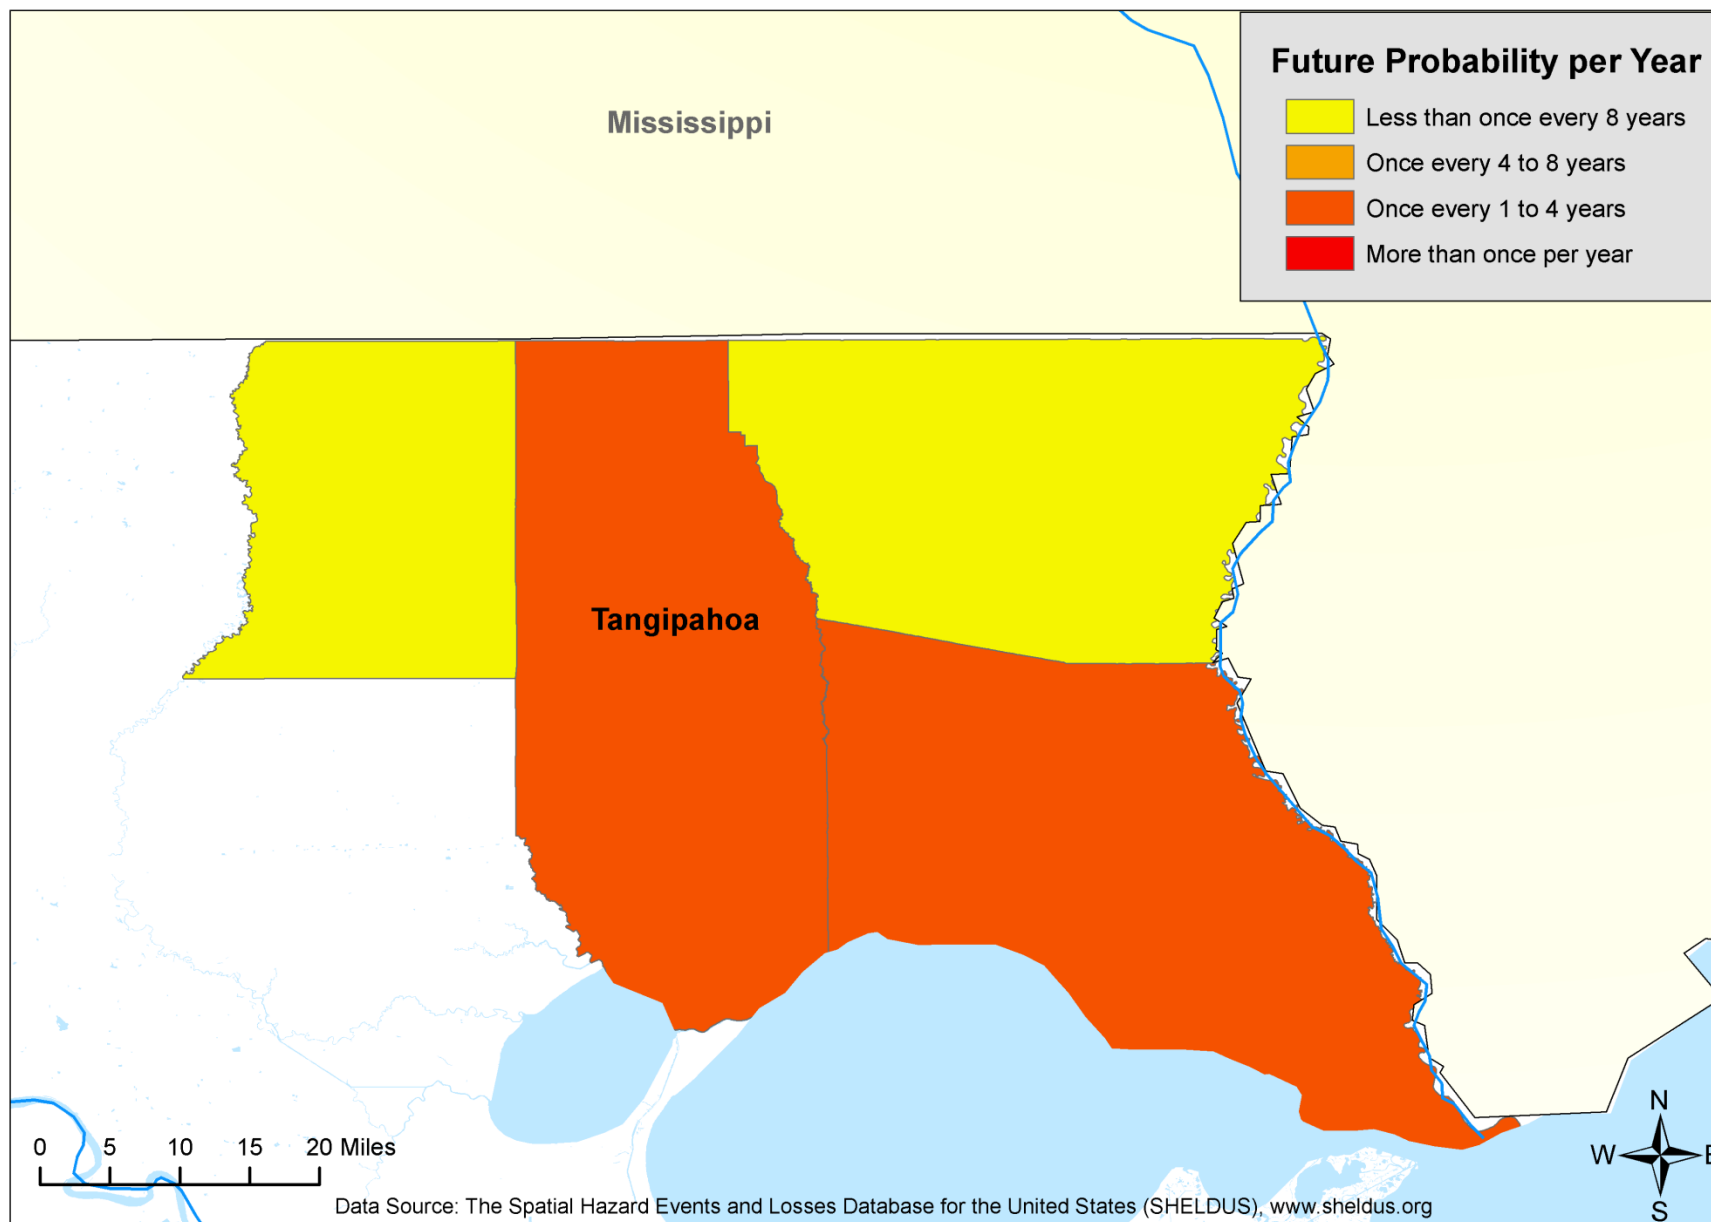 Future Probability per Year
Less than once every 8 years
Once every 4 to 8 years
Once every 1 to 4 years
More than once per year
Mississippi
Tangipahoa
N
W
E
S
0 5 10 15 20 Miles
Data Source: The Spatial Hazard Events and Losses Database for the United States (SHELDUS), www.sheldus.org